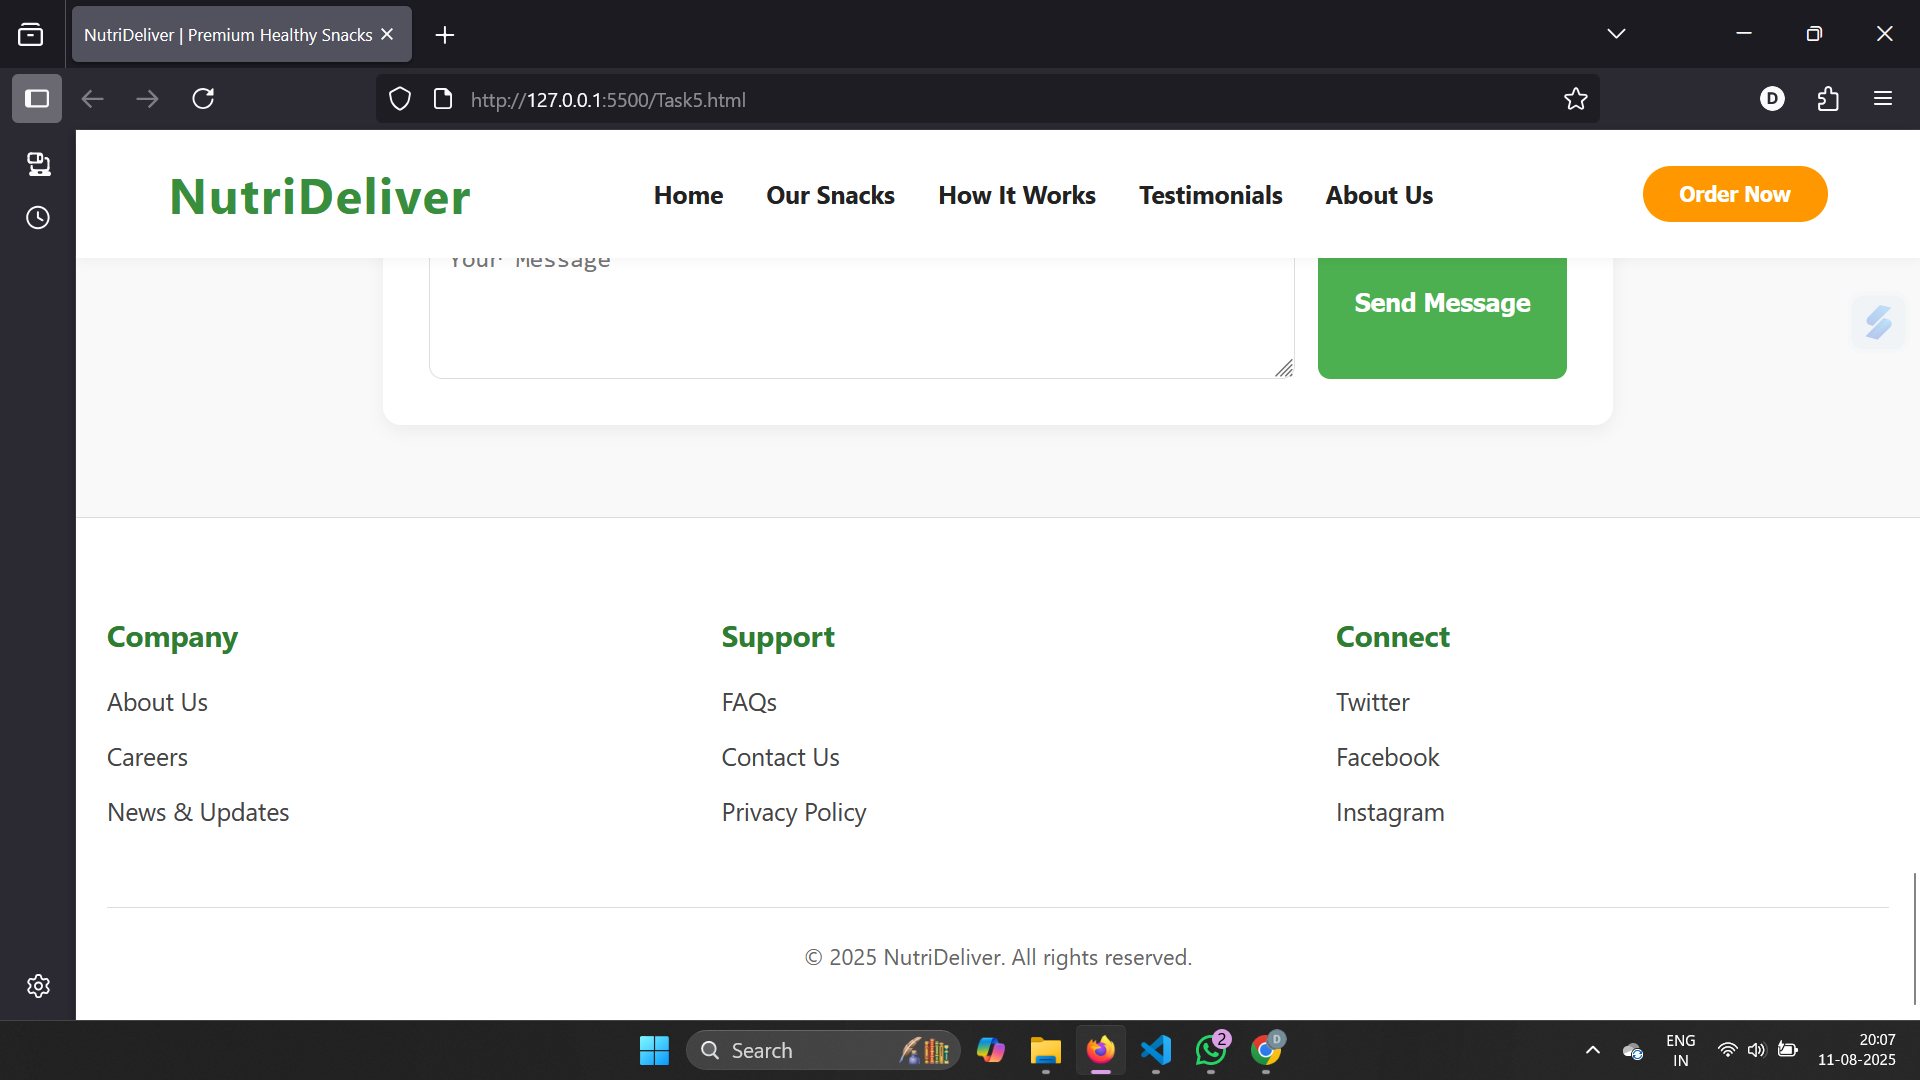 NutriDeliver | Premium Healthy Snacks
http://127.0.0.1:5500/Task5.html
D
NutriDeliver
Home
Our Snacks
How It Works
Testimonials
About Us
Order Now
Your Message
Send Message
Company
Support
Connect
About Us
FAQs
Twitter
Careers
Contact Us
Facebook
News & Updates
Privacy Policy
Instagram
© 2025 NutriDeliver. All rights reserved.
Search
2
D
ENG
IN
20:07
11-08-2025